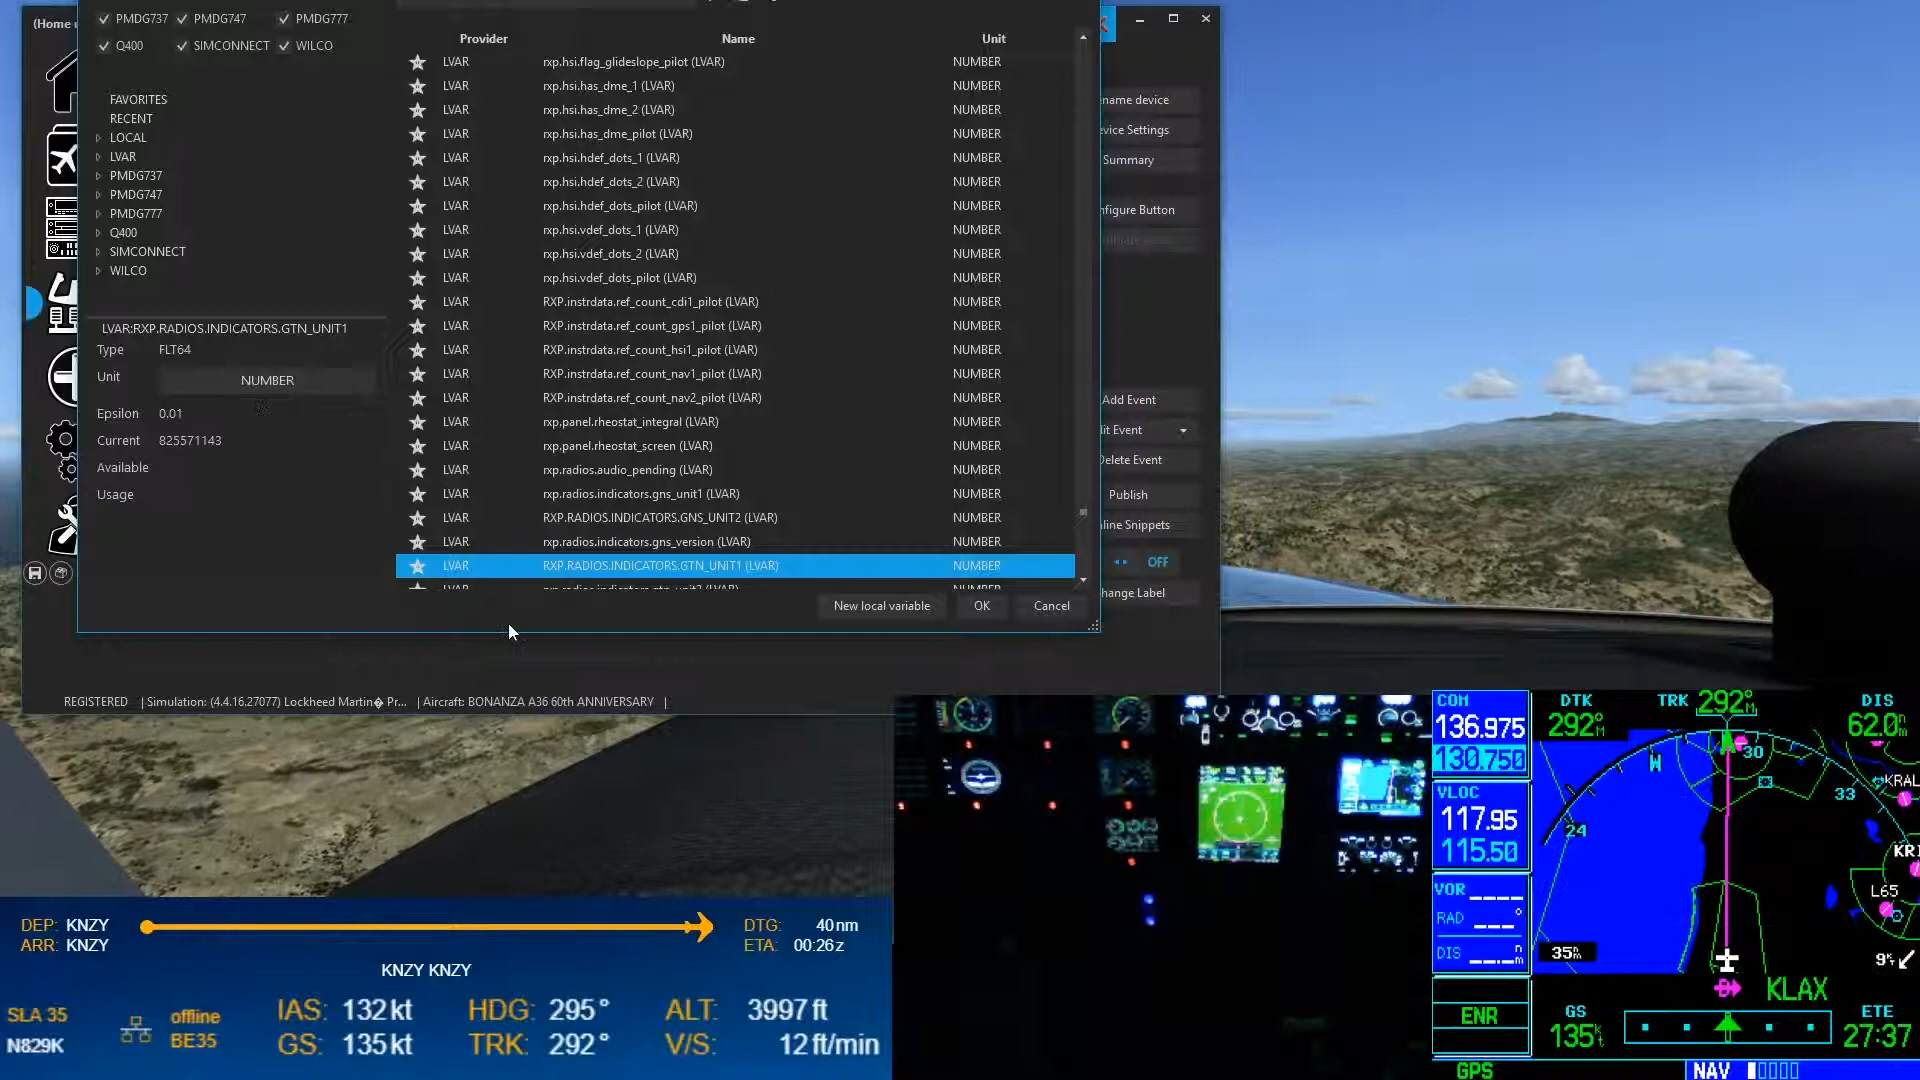 (Home
PMDG737 PMDG747 PMDG777
Q400 SIMCONNECT WILCO
FAVORITES
RECENT
LOCAL
LVAR
PMDG737
PMDG747
PMDG777
Q400
SIMCONNECT
WILCO
LVAR:RXP.RADIOS.INDICATORS.GTN_UNIT1
Type FLT64
Unit NUMBER
Epsilon 0.01
Current 825571143
Available
Usage
Provider Name Unit
LVAR rxp.hsi.flag_glideslope_pilot (LVAR) NUMBER
LVAR rxp.hsi.has_dme_1 (LVAR) NUMBER
LVAR rxp.hsi.has_dme_2 (LVAR) NUMBER
LVAR rxp.hsi.has_dme_pilot (LVAR) NUMBER
LVAR rxp.hsi.hdef_dots_1 (LVAR) NUMBER
LVAR rxp.hsi.hdef_dots_2 (LVAR) NUMBER
LVAR rxp.hsi.hdef_dots_pilot (LVAR) NUMBER
LVAR rxp.hsi.vdef_dots_1 (LVAR) NUMBER
LVAR rxp.hsi.vdef_dots_2 (LVAR) NUMBER
LVAR rxp.hsi.vdef_dots_pilot (LVAR) NUMBER
LVAR RXP.instrdata.ref_count_cdi1_pilot (LVAR) NUMBER
LVAR RXP.instrdata.ref_count_gps1_pilot (LVAR) NUMBER
LVAR RXP.instrdata.ref_count_hsi1_pilot (LVAR) NUMBER
LVAR RXP.instrdata.ref_count_nav1_pilot (LVAR) NUMBER
LVAR RXP.instrdata.ref_count_nav2_pilot (LVAR) NUMBER
LVAR rxp.panel.rheostat_integral (LVAR) NUMBER
LVAR rxp.panel.rheostat_screen (LVAR) NUMBER
LVAR rxp.radios.audio_pending (LVAR) NUMBER
LVAR rxp.radios.indicators.gns_unit1 (LVAR) NUMBER
LVAR RXP.RADIOS.INDICATORS.GNS_UNIT2 (LVAR) NUMBER
LVAR rxp.radios.indicators.gns_version (LVAR) NUMBER
LVAR RXP.RADIOS.INDICATORS.GTN_UNIT1 (LVAR) NUMBER
New local variable OK Cancel
ename device
evice Settings
Summary
nfigure Button
Add Event
it Event
Delete Event
Publish
line Snippets
OFF
hange Label
REGISTERED | Simulation: (4.4.16.27077) Lockheed Martin� Pr... | Aircraft: BONANZA A36 60th ANNIVERSARY |
DEP: KNZY
ARR: KNZY
DTG: 40nm
ETA: 00:26z
KNZY KNZY
SLA 35
N829K
offline
BE35
IAS: 132 kt HDG: 295° ALT: 3997 ft
GS: 135 kt TRK: 292° V/S: 12 ft/min
COM
136.975
130.750
VLOC
117.95
115.50
VOR ____
RAD ___°
DIS __._nm
ENR
GPS
DTK 292°M
TRK 292°M
DIS 62.0nm
W
30
33
24
KRAL
KRI
L65
35nm
9kt
KLAX
GS 135kt
ETE 27:37
NAV